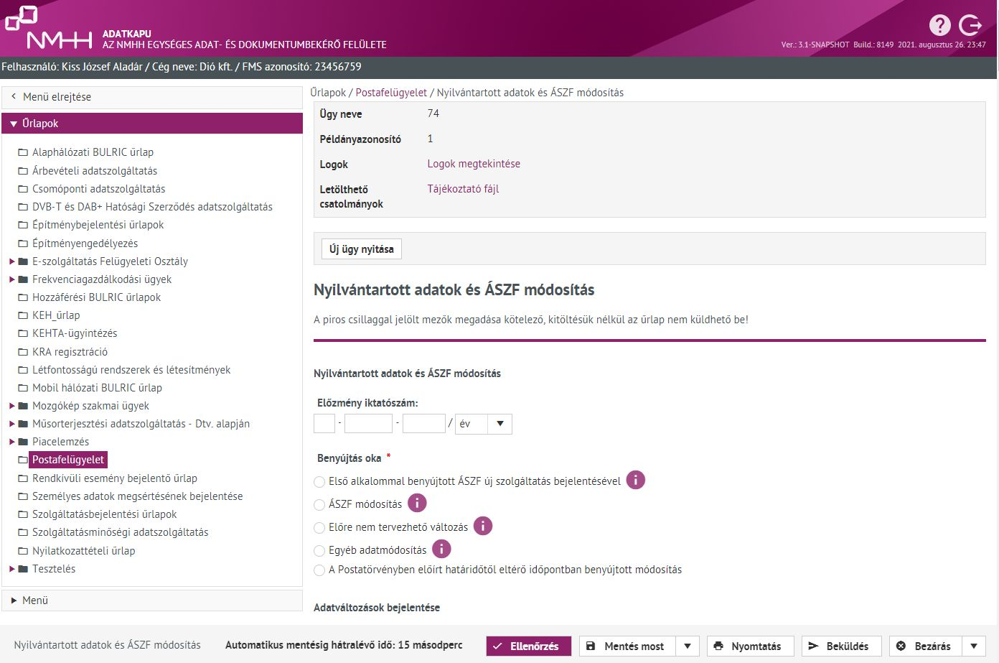 NMHH
ADATKAPU
AZ NMHH EGYSÉGES ADAT- ÉS DOKUMENTUMBEKÉRŐ FELÜLETE
?
Ver.: 3.1-SNAPSHOT Build.: 8149 2021. augusztus 26. 23:47
Felhasználó: Kiss József Aladár / Cég neve: Dió kft. / FMS azonosító: 23456759
Menü elrejtése
Űrlapok
Alaphálózati BULRIC űrlap
Árbevételi adatszolgáltatás
Csomóponti adatszolgáltatás
DVB-T és DAB+ Hatósági Szerződés adatszolgáltatás
Építménybejelentési űrlapok
Építményengedélyezés
E-szolgáltatás Felügyeleti Osztály
Frekvenciagazdálkodási ügyek
Hozzáférési BULRIC űrlapok
KEH_űrlap
KEHTA-ügyintézés
KRA regisztráció
Létfontosságú rendszerek és létesítmények
Mobil hálózati BULRIC űrlap
Mozgókép szakmai ügyek
Műsorterjesztési adatszolgáltatás - Dtv. alapján
Piacelemzés
Postafelügyelet
Rendkívüli esemény bejelentő űrlap
Személyes adatok megsértésének bejelentése
Szolgáltatásbejelentési űrlapok
Szolgáltatásminőségi adatszolgáltatás
Nyilatkozattételi űrlap
Tesztelés
Menü
Űrlapok / Postafelügyelet / Nyilvántartott adatok és ÁSZF módosítás
Ügy neve 74
Példányazonosító 1
Logok Logok megtekintése
Letölthető csatolmányok Tájékoztató fájl
Új ügy nyitása
Nyilvántartott adatok és ÁSZF módosítás
A piros csillaggal jelölt mezők megadása kötelező, kitöltésük nélkül az űrlap nem küldhető be!
Nyilvántartott adatok és ÁSZF módosítás
Előzmény iktatószám:
- - / év
Benyújtás oka *
Első alkalommal benyújtott ÁSZF új szolgáltatás bejelentésével i
ÁSZF módosítás i
Előre nem tervezhető változás i
Egyéb adatmódosítás i
A Postatörvényben előírt határidőtől eltérő időpontban benyújtott módosítás
Adatváltozások bejelentése
Nyilvántartott adatok és ÁSZF módosítás Automatikus mentésig hátralévő idő: 15 másodperc Ellenőrzés Mentés most Nyomtatás Beküldés Bezárás